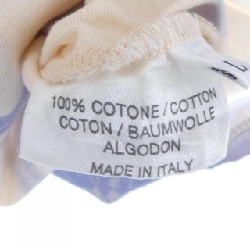 100% COTONE / COTTON
COTON / BAUMWOLLE
ALGODON
MADE IN ITALY
L